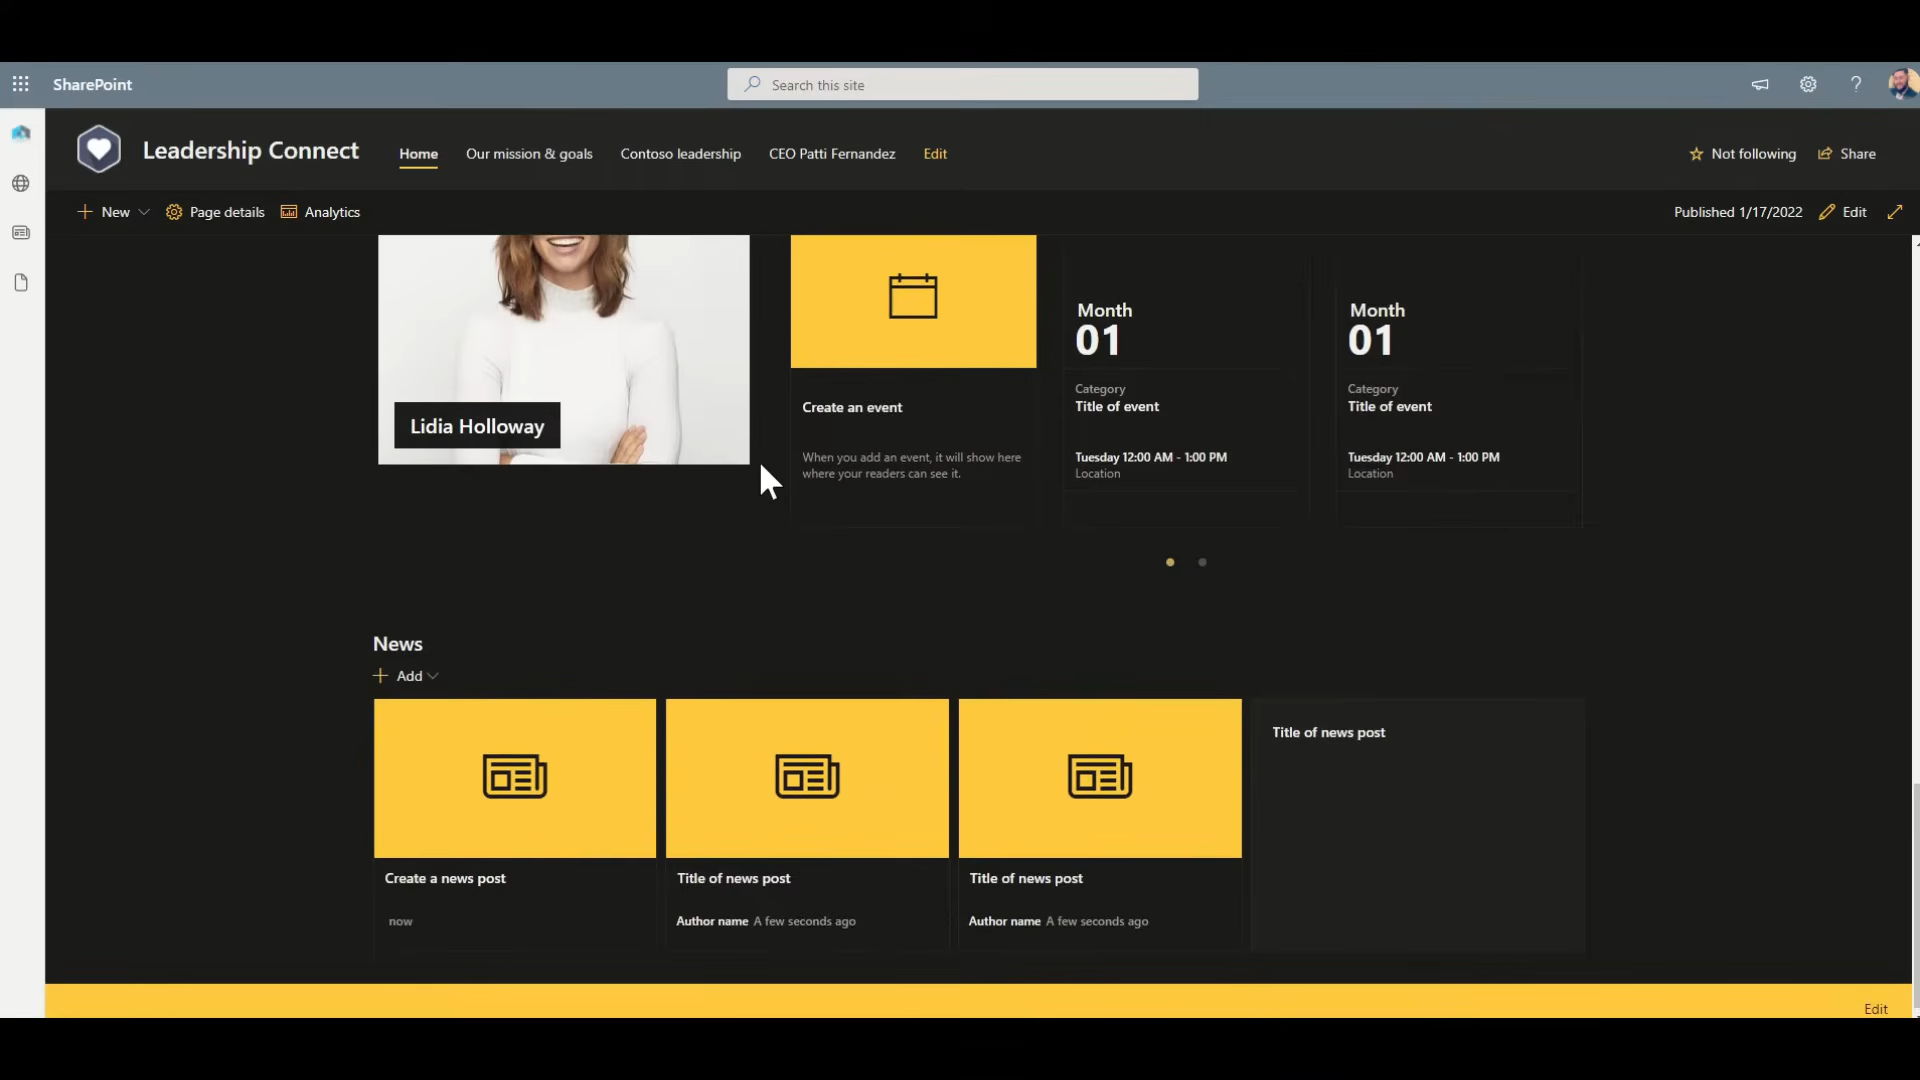 SharePoint
Search this site
Leadership Connect
Home
Our mission & goals
Contoso leadership
CEO Patti Fernandez
Edit
Not following
Share
New
Page details
Analytics
Published 1/17/2022
Edit
Lidia Holloway
Create an event
When you add an event, it will show here
where your readers can see it.
Month
01
Category
Title of event
Tuesday 12:00 AM - 1:00 PM
Location
Month
01
Category
Title of event
Tuesday 12:00 AM - 1:00 PM
Location
News
Add
Create a news post
now
Title of news post
Author name A few seconds ago
Title of news post
Author name A few seconds ago
Title of news post
Edit